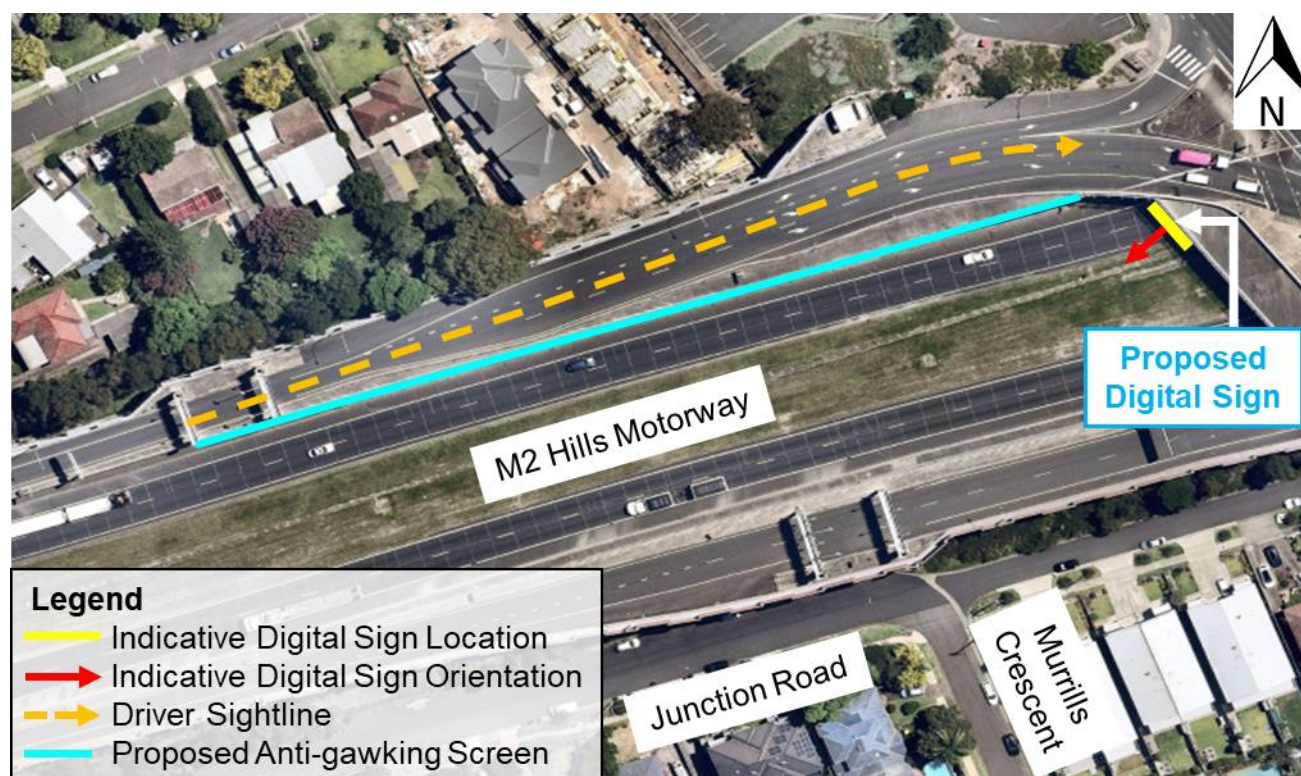 N
Proposed
Digital Sign
M2 Hills Motorway
Junction Road
Murrills
Crescent
Legend
Indicative Digital Sign Location
Indicative Digital Sign Orientation
Driver Sightline
Proposed Anti-gawking Screen